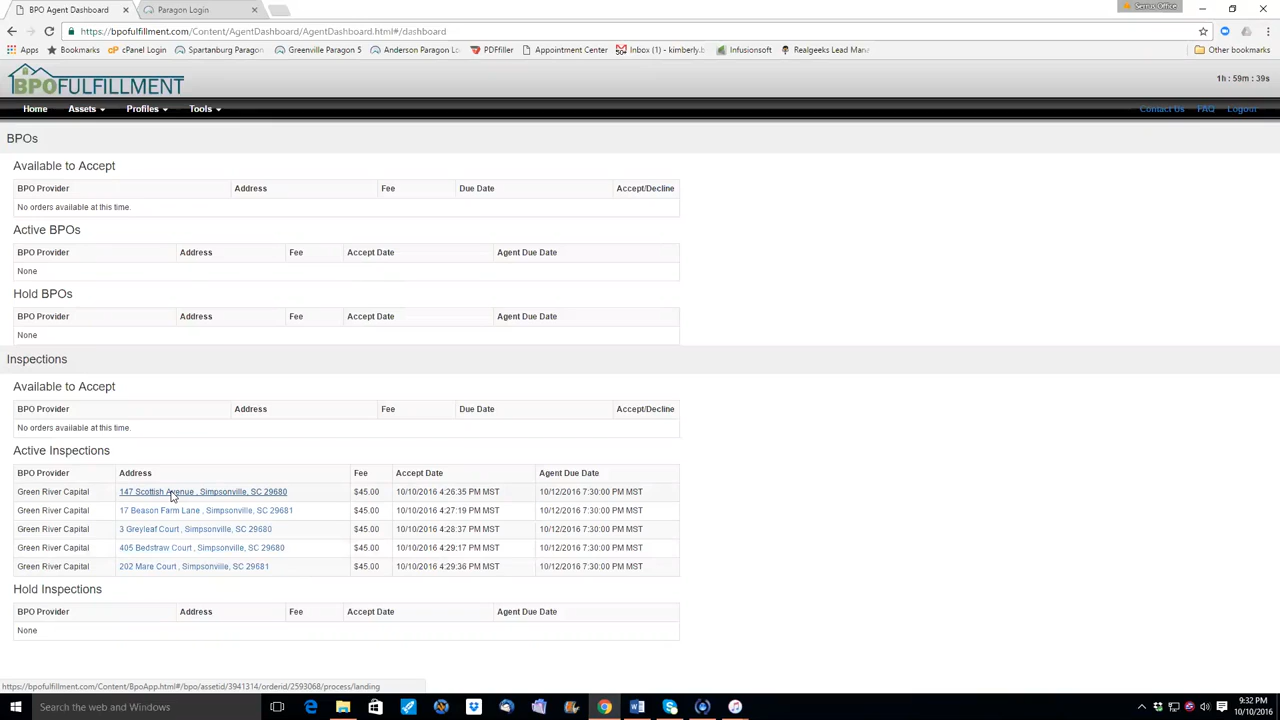 BPO Agent Dashboard
Paragon Login
Serrus Office
https://bpofulfillment.com/Content/AgentDashboard/AgentDashboard.html#/dashboard
Apps
Bookmarks
cPanel Login
Spartanburg Paragon
Greenville Paragon 5
Anderson Paragon Lo
PDFfiller
Appointment Center
Inbox (1) - kimberly.b
Infusionsoft
Realgeeks Lead Man
Other bookmarks
BPOFULFILLMENT
1h : 59m : 39s
Home Assets Profiles Tools
Contact Us FAQ Logout
BPOs
Available to Accept
BPO Provider Address Fee Due Date Accept/Decline
No orders available at this time.
Active BPOs
BPO Provider Address Fee Accept Date Agent Due Date
None
Hold BPOs
BPO Provider Address Fee Accept Date Agent Due Date
None
Inspections
Available to Accept
BPO Provider Address Fee Due Date Accept/Decline
No orders available at this time.
Active Inspections
BPO Provider Address Fee Accept Date Agent Due Date
Green River Capital 147 Scottish Avenue , Simpsonville, SC 29680 $45.00 10/10/2016 4:26:35 PM MST 10/12/2016 7:30:00 PM MST
Green River Capital 17 Beason Farm Lane , Simpsonville, SC 29681 $45.00 10/10/2016 4:27:19 PM MST 10/12/2016 7:30:00 PM MST
Green River Capital 3 Greyleaf Court , Simpsonville, SC 29680 $45.00 10/10/2016 4:28:37 PM MST 10/12/2016 7:30:00 PM MST
Green River Capital 405 Bedstraw Court , Simpsonville, SC 29680 $45.00 10/10/2016 4:29:17 PM MST 10/12/2016 7:30:00 PM MST
Green River Capital 202 Mare Court , Simpsonville, SC 29681 $45.00 10/10/2016 4:29:36 PM MST 10/12/2016 7:30:00 PM MST
Hold Inspections
BPO Provider Address Fee Accept Date Agent Due Date
None
https://bpofulfillment.com/Content/BpoApp.html#/bpo/assetid/3941314/orderid/2593068/process/landing
Search the web and Windows
9:32 PM
10/10/2016